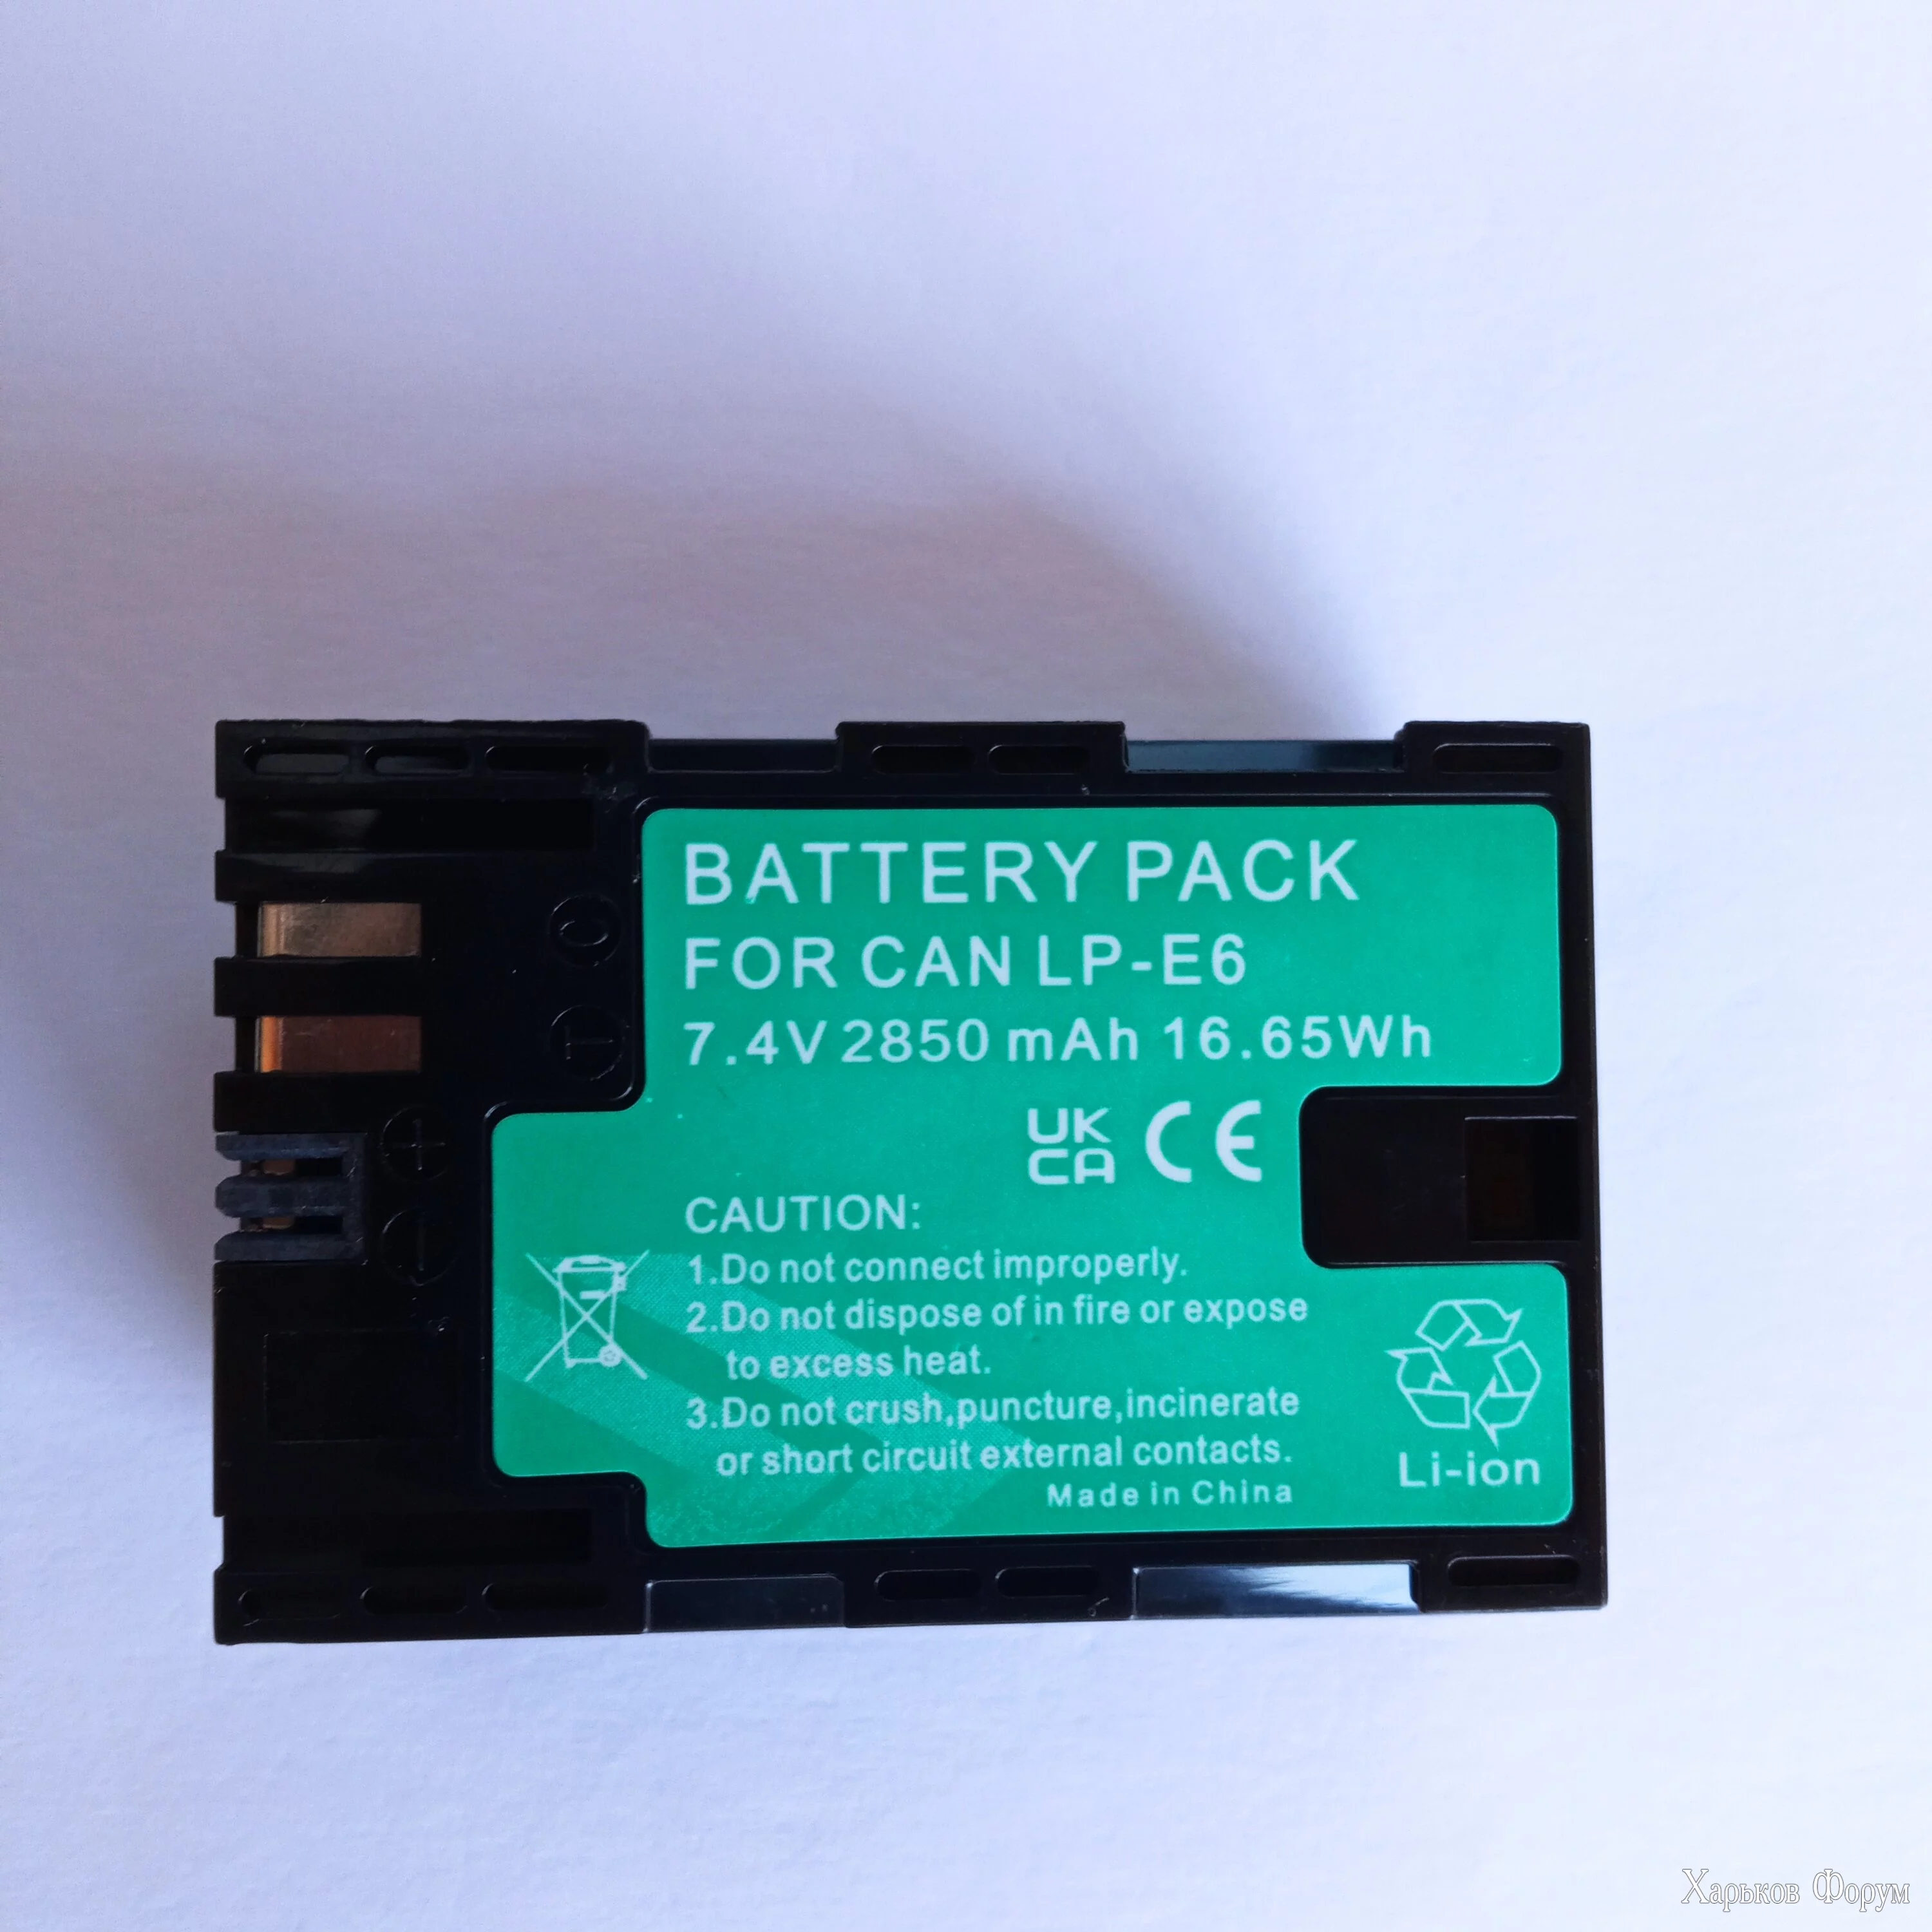 BATTERY PACK
FOR CAN LP-E6
7.4V 2850 mAh 16.65Wh
UK
CA
CE
C
T
+
-
CAUTION:
1.Do not connect improperly.
2.Do not dispose of in fire or expose
to excess heat.
3.Do not crush,puncture,incinerate
or short circuit external contacts.
Made in China
Li-ion
Харьков Форум